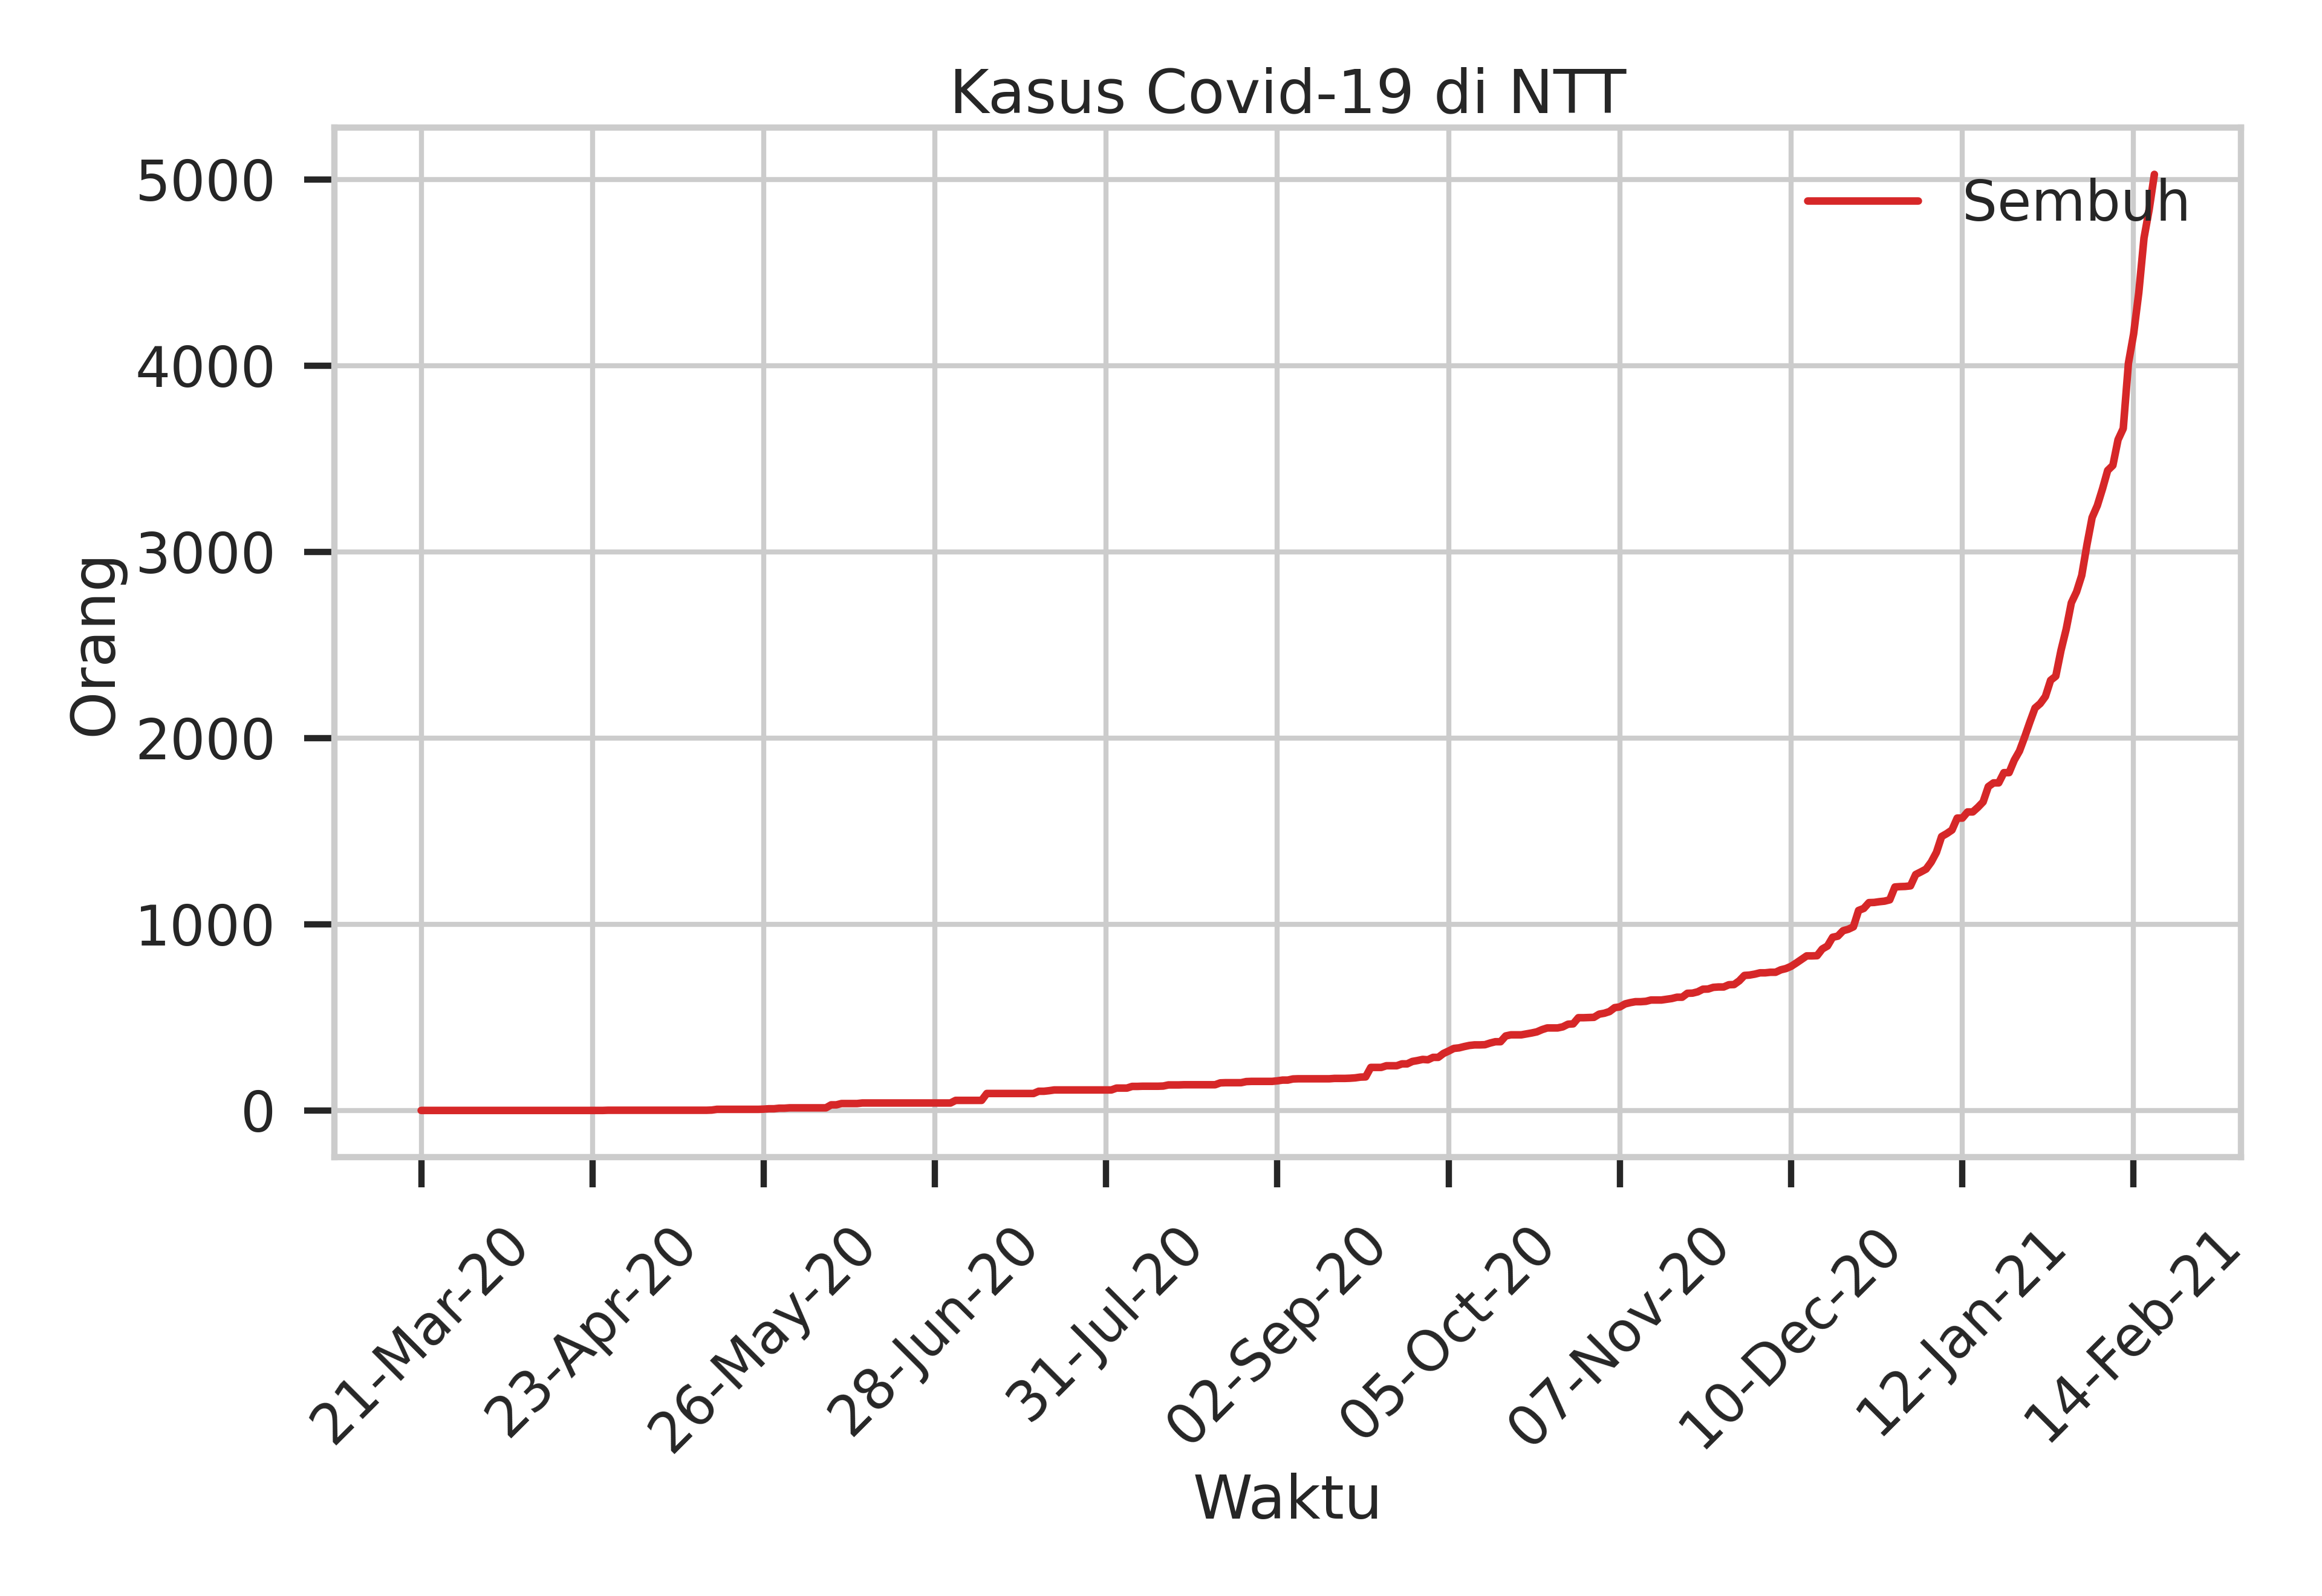 Kasus Covid-19 di NTT
Sembuh
5000
4000
3000
2000
1000
0
Orang
21-Mar-20
23-Apr-20
26-May-20
28-Jun-20
31-Jul-20
02-Sep-20
05-Oct-20
07-Nov-20
10-Dec-20
12-Jan-21
14-Feb-21
Waktu